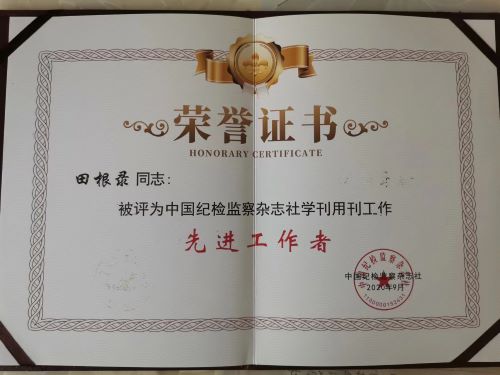 荣誉证书
HONORARY CERTIFICATE
田根录同志：
被评为中国纪检监察杂志社学刊用刊工作
先进工作者
中国纪检监察杂志社
2020年9月